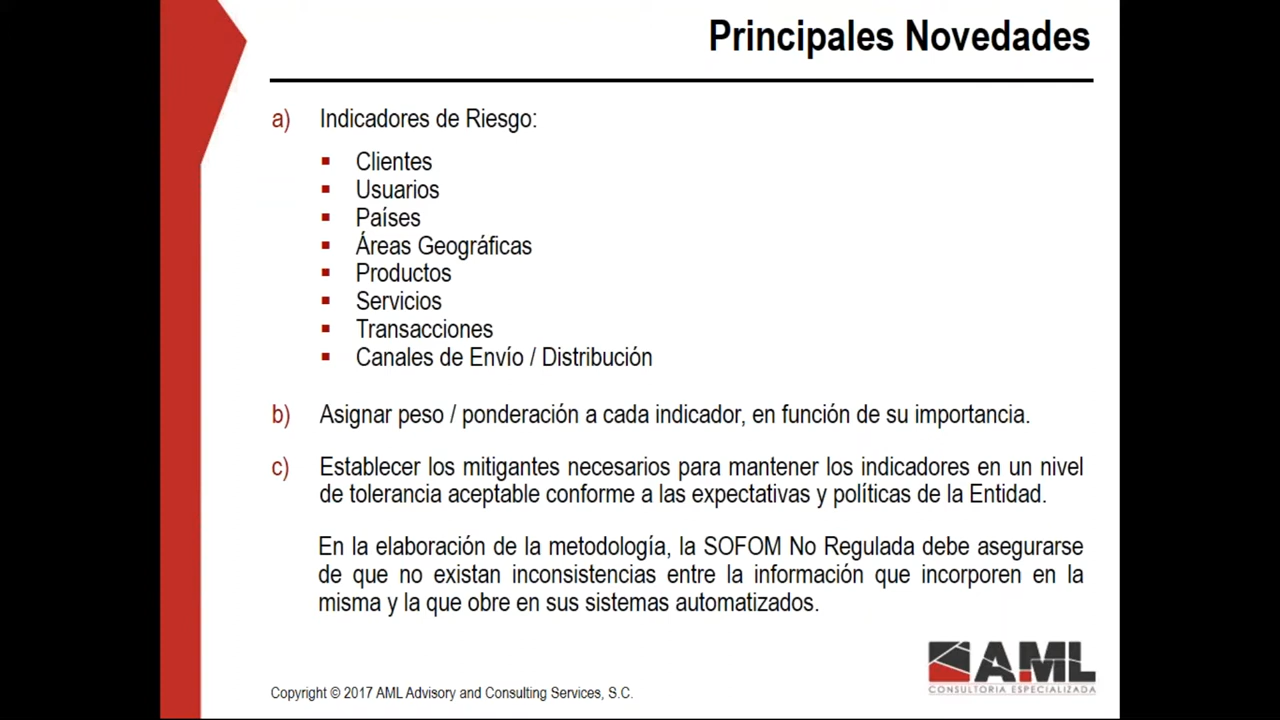 Principales Novedades
a) Indicadores de Riesgo:
▪ Clientes
▪ Usuarios
▪ Países
▪ Áreas Geográficas
▪ Productos
▪ Servicios
▪ Transacciones
▪ Canales de Envío / Distribución
b) Asignar peso / ponderación a cada indicador, en función de su importancia.
c) Establecer los mitigantes necesarios para mantener los indicadores en un nivel
de tolerancia aceptable conforme a las expectativas y políticas de la Entidad.
En la elaboración de la metodología, la SOFOM No Regulada debe asegurarse
de que no existan inconsistencias entre la información que incorporen en la
misma y la que obre en sus sistemas automatizados.
AML
CONSULTORIA ESPECIALIZADA
Copyright © 2017 AML Advisory and Consulting Services, S.C.